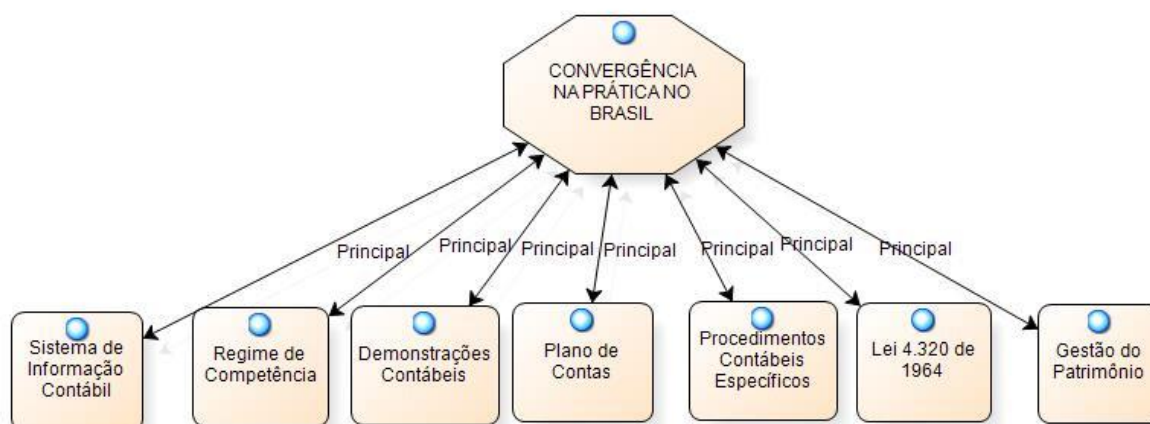 CONVERGÊNCIA
NA PRÁTICA NO
BRASIL
Principal
Principal
Principal
Principal
Principal
Principal
Principal
Sistema de
Informação
Contábil
Regime de
Competência
Demonstrações
Contábeis
Plano de
Contas
Procedimentos
Contábeis
Específicos
Lei 4.320 de
1964
Gestão do
Patrimônio